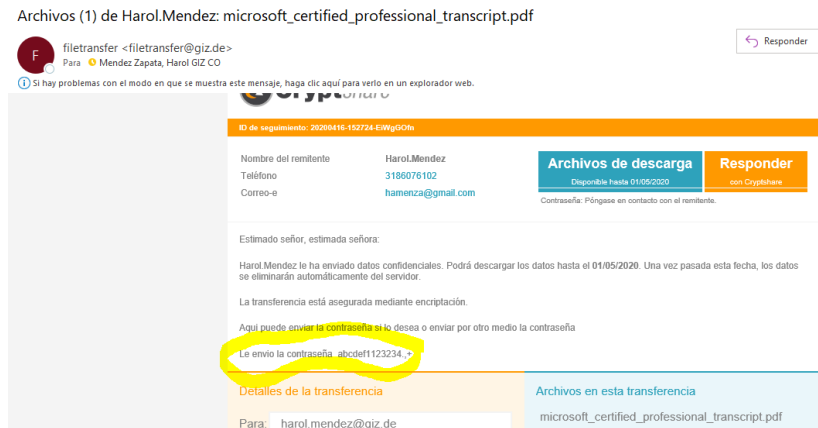 Archivos (1) de Harol.Mendez: microsoft_certified_professional_transcript.pdf
Responder
F
filetransfer <filetransfer@giz.de>
Para Mendez Zapata, Harol GIZ CO
Si hay problemas con el modo en que se muestra este mensaje, haga clic aquí para verlo en un explorador web.
Cryptshare
ID de seguimiento: 20200416-152724-EiWgGOfn
Nombre del remitente Harol.Mendez
Teléfono 3186076102
Correo-e hamenza@gmail.com
Archivos de descarga
Disponible hasta 01/05/2020
Responder
con Cryptshare
Contraseña: Póngase en contacto con el remitente.
Estimado señor, estimada señora:
Harol.Mendez le ha enviado datos confidenciales. Podrá descargar los datos hasta el 01/05/2020. Una vez pasada esta fecha, los datos
se eliminarán automáticamente del servidor.
La transferencia está asegurada mediante encriptación.
Aqui puede enviar la contraseña si lo desea o enviar por otro medio la contraseña
Le envio la contraseña abcdef1123234.,+
Detalles de la transferencia
Para: harol.mendez@giz.de
Archivos en esta transferencia
microsoft_certified_professional_transcript.pdf